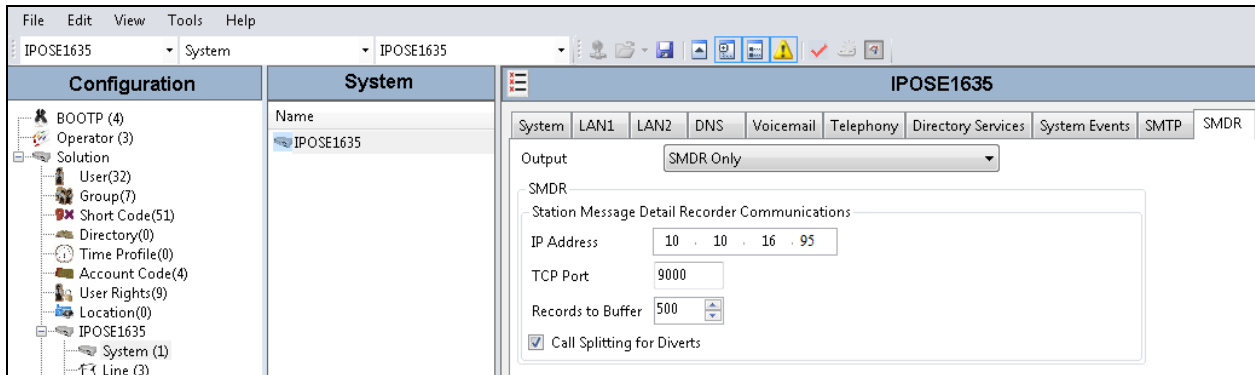 File Edit View Tools Help
IPOSE1635 System IPOSE1635
Configuration
BOOTP (4)
Operator (3)
Solution
User(32)
Group(7)
Short Code(51)
Directory(0)
Time Profile(0)
Account Code(4)
User Rights(9)
Location(0)
IPOSE1635
System (1)
Line (3)
System
Name
IPOSE1635
IPOSE1635
System LAN1 LAN2 DNS Voicemail Telephony Directory Services System Events SMTP SMDR
Output SMDR Only
SMDR
Station Message Detail Recorder Communications
IP Address 10 . 10 . 16 . 95
TCP Port 9000
Records to Buffer 500
Call Splitting for Diverts